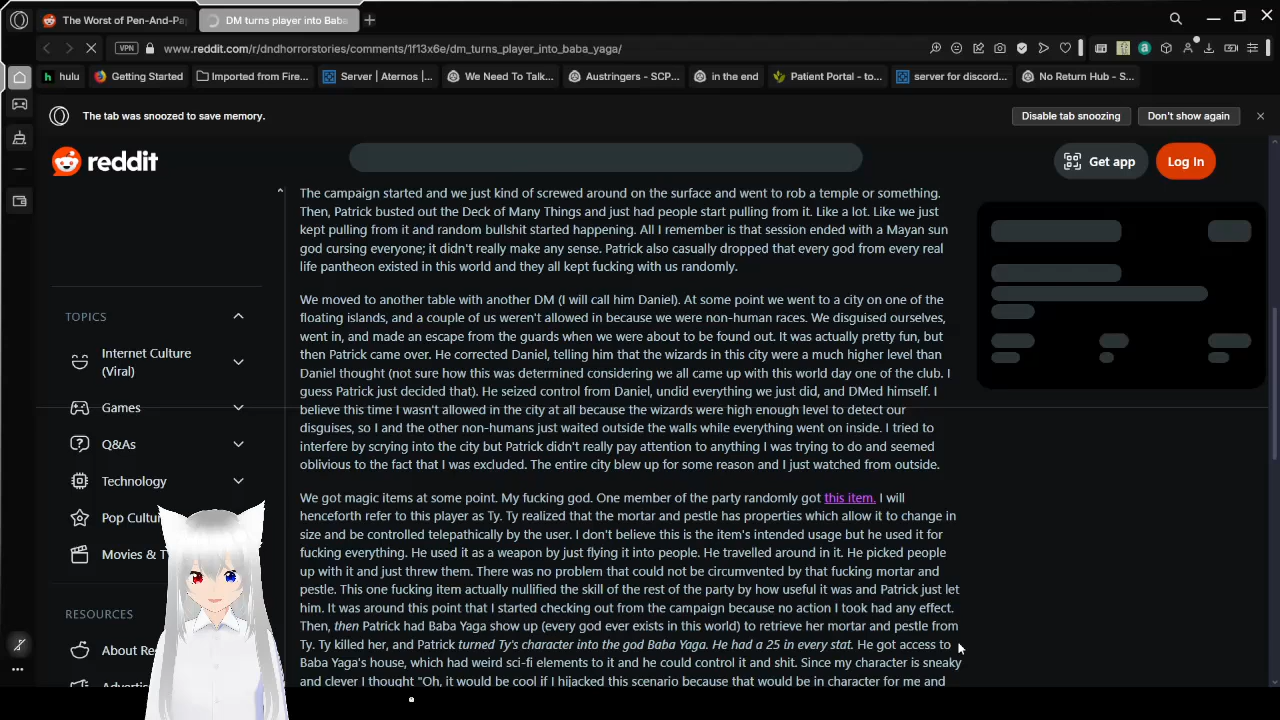 The Worst of Pen-And-Pa
DM turns player into Baba
VPN
www.reddit.com/r/dndhorrorstories/comments/1f13x6e/dm_turns_player_into_baba_yaga/
hulu
Getting Started
Imported from Fire...
Server | Aternos |...
We Need To Talk...
Austringers - SCP...
in the end
Patient Portal - to...
server for discord...
No Return Hub - S...
The tab was snoozed to save memory.
Disable tab snoozing
Don't show again
reddit
Get app
Log In
TOPICS
Internet Culture
(Viral)
Games
Q&As
Technology
Pop Cultu
Movies & T
RESOURCES
About Re
Adverti
The campaign started and we just kind of screwed around on the surface and went to rob a temple or something.
Then, Patrick busted out the Deck of Many Things and just had people start pulling from it. Like a lot. Like we just
kept pulling from it and random bullshit started happening. All I remember is that session ended with a Mayan sun
god cursing everyone; it didn't really make any sense. Patrick also casually dropped that every god from every real
life pantheon existed in this world and they all kept fucking with us randomly.
We moved to another table with another DM (I will call him Daniel). At some point we went to a city on one of the
floating islands, and a couple of us weren't allowed in because we were non-human races. We disguised ourselves,
went in, and made an escape from the guards when we were about to be found out. It was actually pretty fun, but
then Patrick came over. He corrected Daniel, telling him that the wizards in this city were a much higher level than
Daniel thought (not sure how this was determined considering we all came up with this world day one of the club. I
guess Patrick just decided that). He seized control from Daniel, undid everything we just did, and DMed himself. I
believe this time I wasn't allowed in the city at all because the wizards were high enough level to detect our
disguises, so I and the other non-humans just waited outside the walls while everything went on inside. I tried to
interfere by scrying into the city but Patrick didn't really pay attention to anything I was trying to do and seemed
oblivious to the fact that I was excluded. The entire city blew up for some reason and I just watched from outside.
We got magic items at some point. My fucking god. One member of the party randomly got this item. I will
henceforth refer to this player as Ty. Ty realized that the mortar and pestle has properties which allow it to change in
size and be controlled telepathically by the user. I don't believe this is the item's intended usage but he used it for
fucking everything. He used it as a weapon by just flying it into people. He travelled around in it. He picked people
up with it and just threw them. There was no problem that could not be circumvented by that fucking mortar and
pestle. This one fucking item actually nullified the skill of the rest of the party by how useful it was and Patrick just let
him. It was around this point that I started checking out from the campaign because no action I took had any effect.
Then, then Patrick had Baba Yaga show up (every god ever exists in this world) to retrieve her mortar and pestle from
Ty. Ty killed her, and Patrick turned Ty's character into the god Baba Yaga. He had a 25 in every stat. He got access to
Baba Yaga's house, which had weird sci-fi elements to it and he could control it and shit. Since my character is sneaky
and clever I thought "Oh, it would be cool if I hijacked this scenario because that would be in character for me and